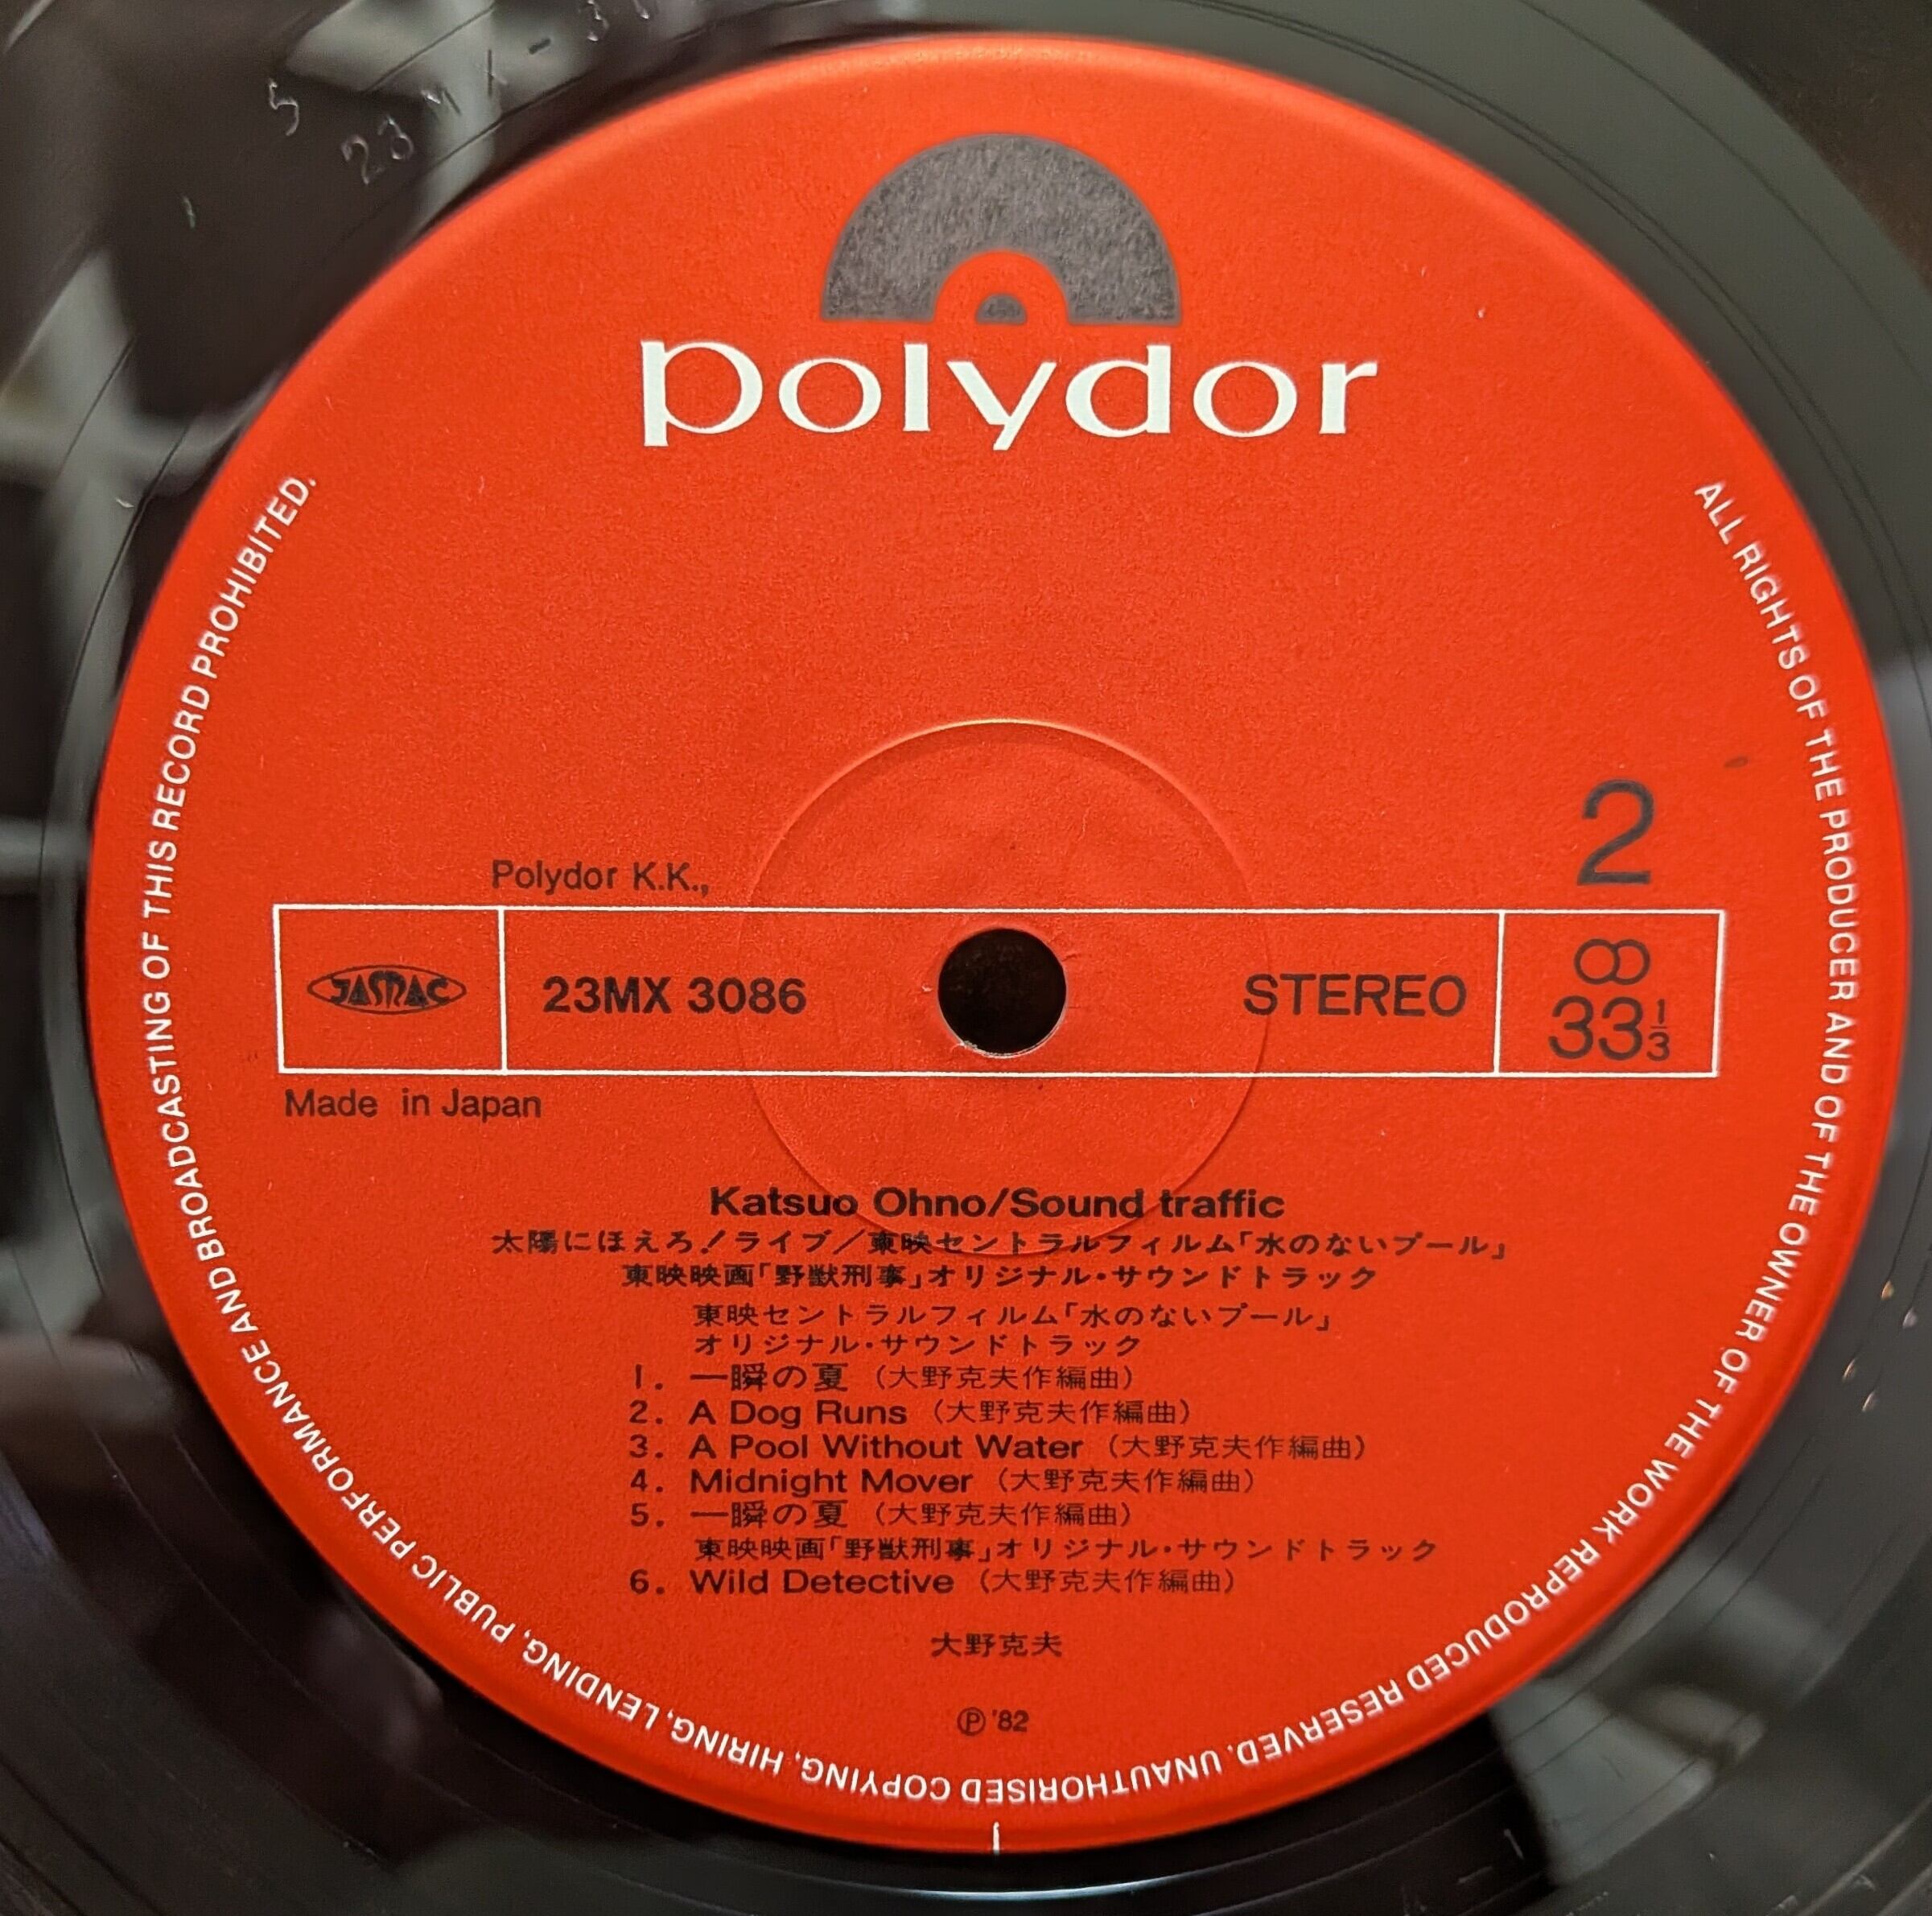 polydor
2
Polydor K.K.,
JASRAC
23MX 3086
STEREO
33 1/3
Made in Japan
Katsuo Ohno/Sound traffic
太陽にほえろ!ライブ/東映セントラルフィルム「水のないプール」
東映映画「野獣刑事」オリジナル・サウンドトラック
東映セントラルフィルム「水のないプール」
オリジナル・サウンドトラック
1. 一瞬の夏 (大野克夫作編曲)
2. A Dog Runs (大野克夫作編曲)
3. A Pool Without Water (大野克夫作編曲)
4. Midnight Mover (大野克夫作編曲)
5. 一瞬の夏 (大野克夫作編曲)
東映映画「野獣刑事」オリジナル・サウンドトラック
6. Wild Detective (大野克夫作編曲)
大野克夫
Ⓟ '82
ALL RIGHTS OF THE PRODUCER AND OF THE OWNER OF THE WORK REPRODUCED RESERVED. UNAUTHORISED COPYING, HIRING, LENDING, PUBLIC PERFORMANCE AND BROADCASTING OF THIS RECORD PROHIBITED.